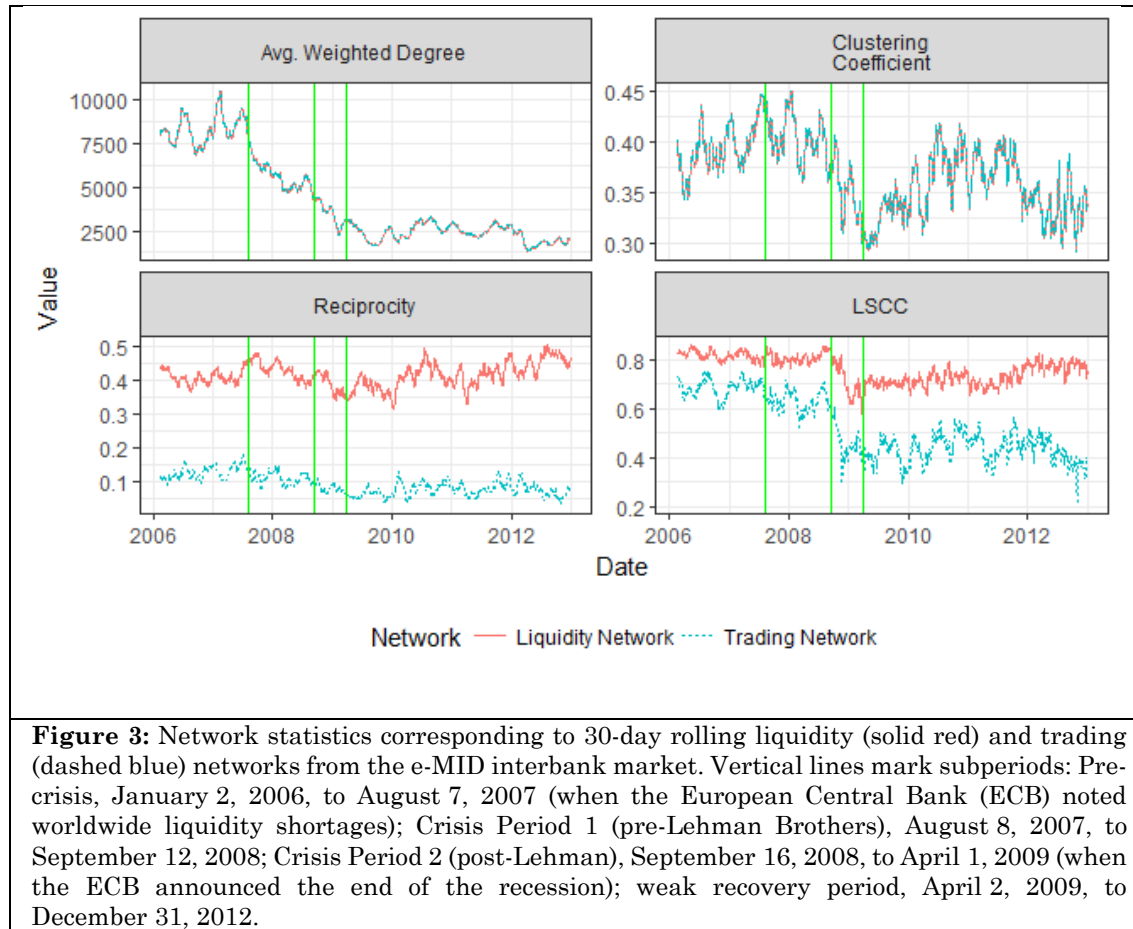 Avg. Weighted Degree
Clustering
Coefficient
10000
7500
5000
2500
0.45
0.40
0.35
0.30
Value
Reciprocity
LSCC
0.5
0.4
0.3
0.2
0.1
0.8
0.6
0.4
0.2
2006 2008 2010 2012
2006 2008 2010 2012
Date
Network Liquidity Network Trading Network
Figure 3: Network statistics corresponding to 30-day rolling liquidity (solid red) and trading
(dashed blue) networks from the e-MID interbank market. Vertical lines mark subperiods: Pre-
crisis, January 2, 2006, to August 7, 2007 (when the European Central Bank (ECB) noted
worldwide liquidity shortages); Crisis Period 1 (pre-Lehman Brothers), August 8, 2007, to
September 12, 2008; Crisis Period 2 (post-Lehman), September 16, 2008, to April 1, 2009 (when
the ECB announced the end of the recession); weak recovery period, April 2, 2009, to
December 31, 2012.